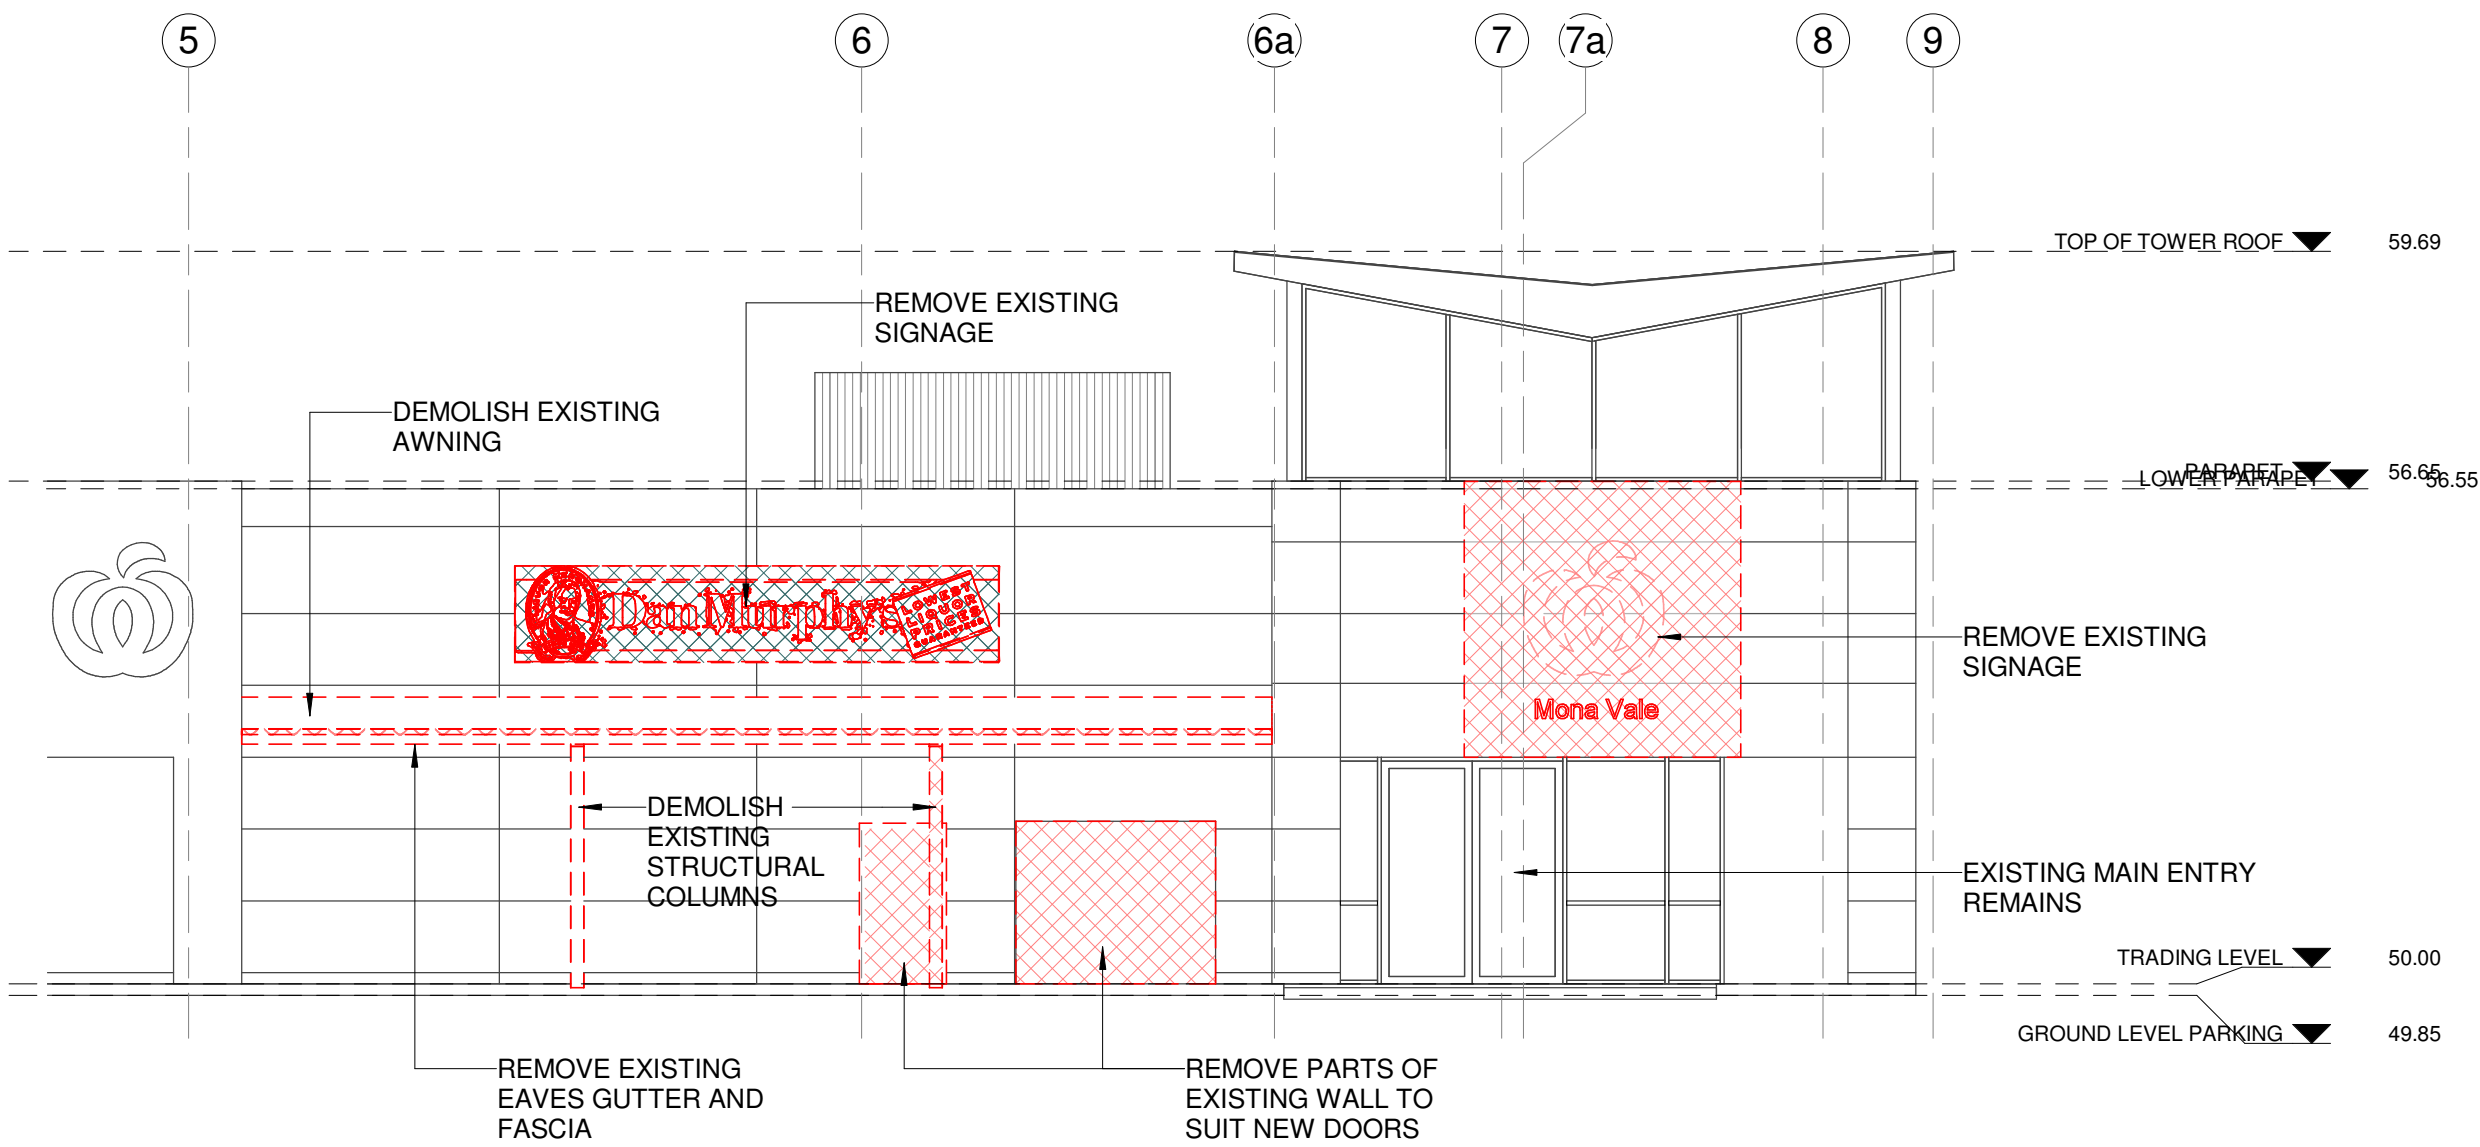 5
6
6a
7
7a
8
9
TOP OF TOWER ROOF 59.69
REMOVE EXISTING
SIGNAGE
DEMOLISH EXISTING
AWNING
PARAPET 56.65
LOWER PARAPET 56.55
Dan Murphy's
LOWEST
LIQUOR
PRICES
GUARANTEED
REMOVE EXISTING
SIGNAGE
Mona Vale
DEMOLISH
EXISTING
STRUCTURAL
COLUMNS
EXISTING MAIN ENTRY
REMAINS
TRADING LEVEL 50.00
GROUND LEVEL PARKING 49.85
REMOVE EXISTING
EAVES GUTTER AND
FASCIA
REMOVE PARTS OF
EXISTING WALL TO
SUIT NEW DOORS